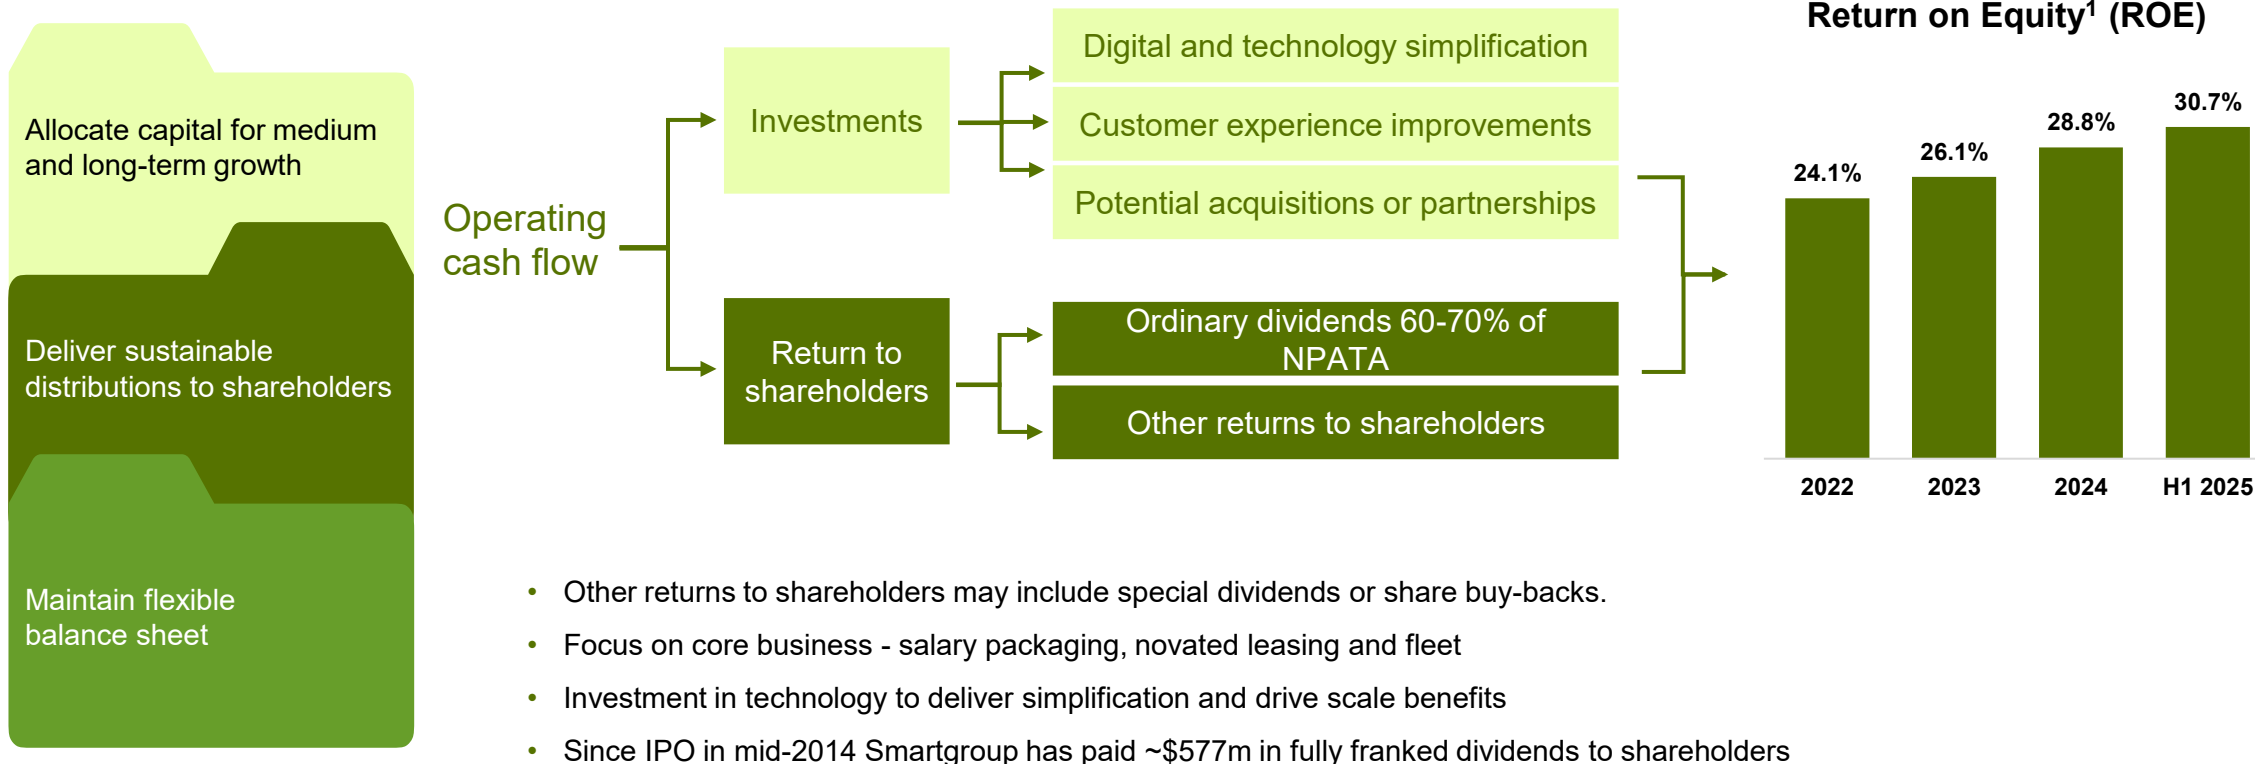 Allocate capital for medium
and long-term growth
Deliver sustainable
distributions to shareholders
Maintain flexible
balance sheet
Operating
cash flow
Investments
Return to
shareholders
Digital and technology simplification
Customer experience improvements
Potential acquisitions or partnerships
Ordinary dividends 60-70% of
NPATA
Other returns to shareholders
Return on Equity¹ (ROE)
24.1%
26.1%
28.8%
30.7%
2022
2023
2024
H1 2025
• Other returns to shareholders may include special dividends or share buy-backs.
• Focus on core business - salary packaging, novated leasing and fleet
• Investment in technology to deliver simplification and drive scale benefits
• Since IPO in mid-2014 Smartgroup has paid ~$577m in fully franked dividends to shareholders